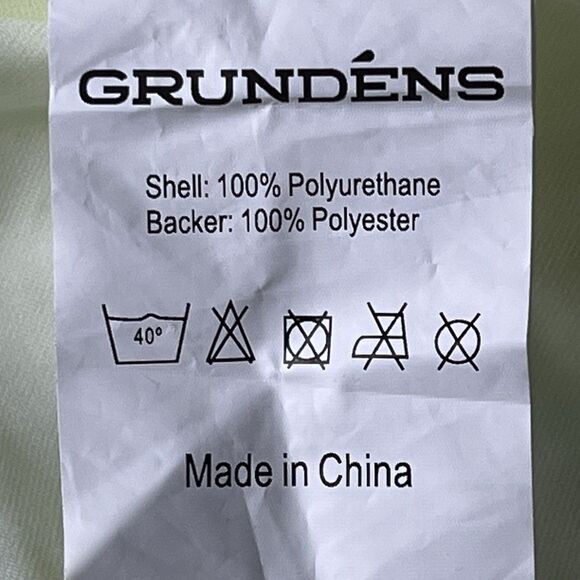 GRUNDÉNS
Shell: 100% Polyurethane
Backer: 100% Polyester
40°
Made in China